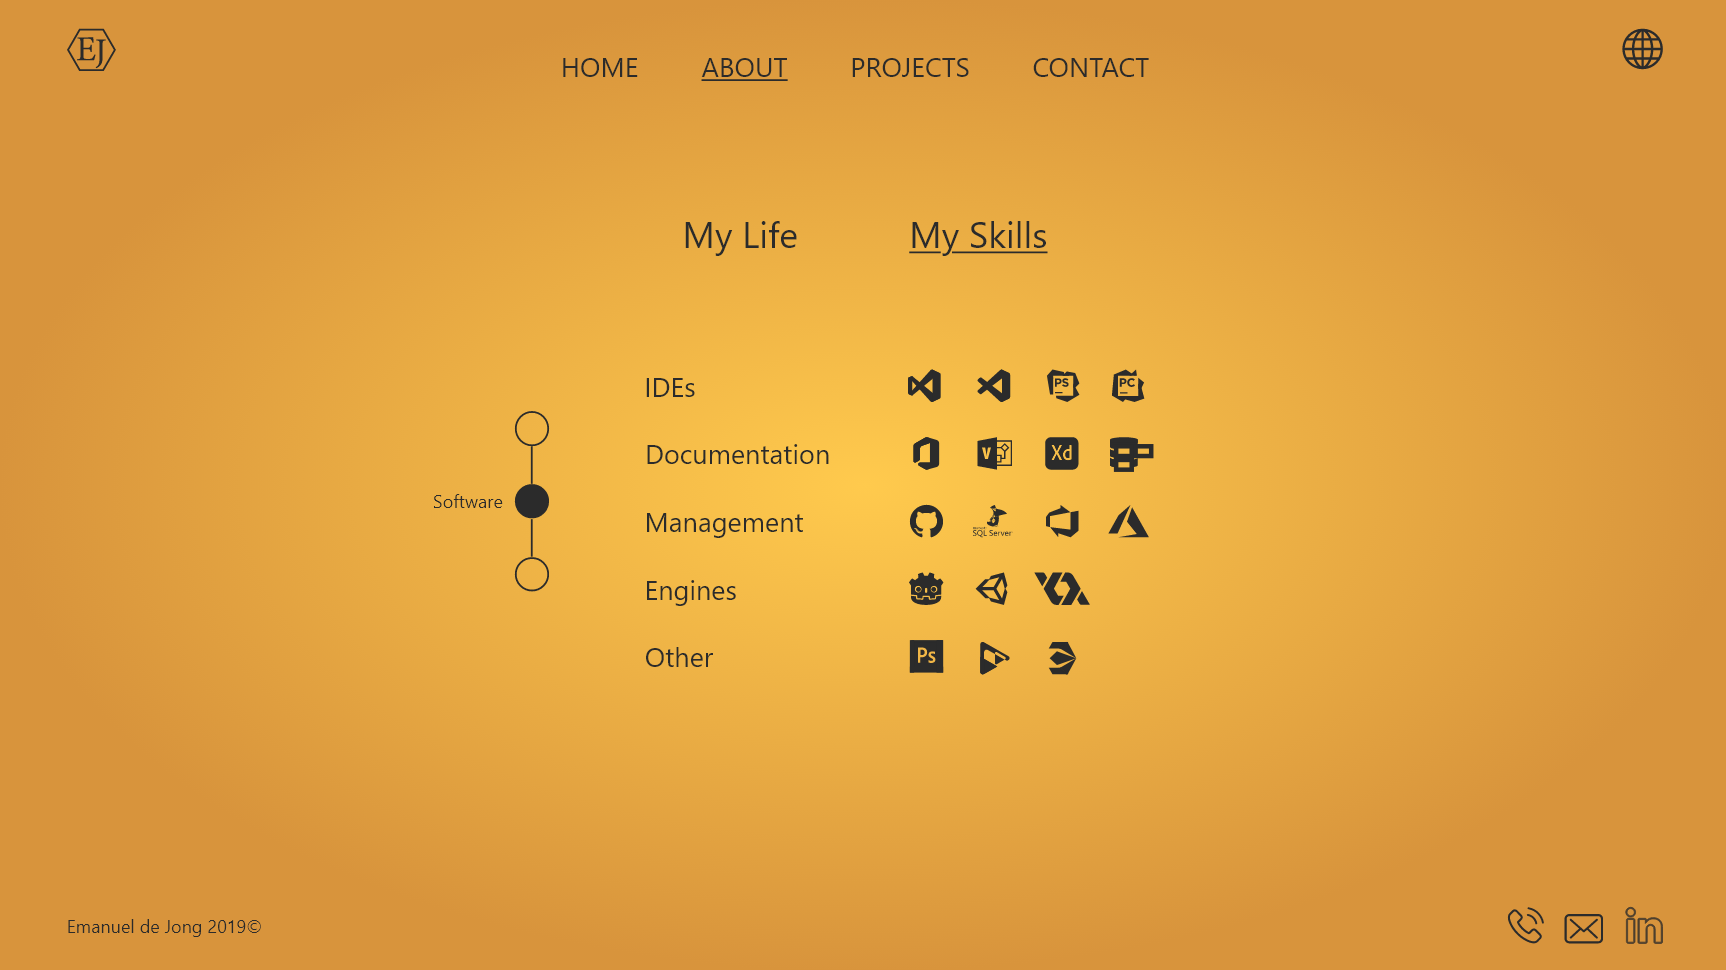 EJ
HOME ABOUT PROJECTS CONTACT
My Life My Skills
IDEs
PS
PC
Documentation
V
Xd
Software
Management
SQL Server
Engines
Other
Ps
Emanuel de Jong 2019©
in